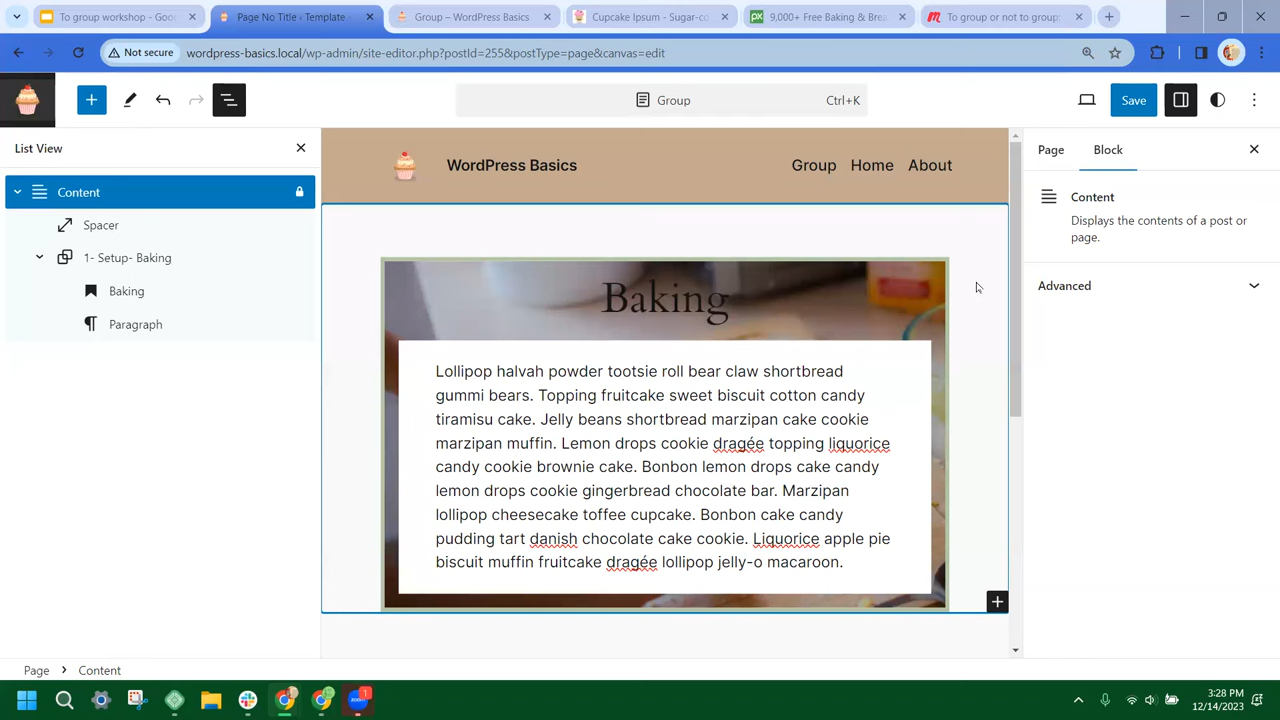 To group workshop - Goo
Page No Title › Template
Group – WordPress Basics
Cupcake Ipsum - Sugar-co
9,000+ Free Baking & Brea
To group or not to group:
Not secure
wordpress-basics.local/wp-admin/site-editor.php?postId=255&postType=page&canvas=edit
Group
Ctrl+K
Save
List View
Content
Spacer
1- Setup- Baking
Baking
Paragraph
WordPress Basics
Group Home About
Baking
Lollipop halvah powder tootsie roll bear claw shortbread
gummi bears. Topping fruitcake sweet biscuit cotton candy
tiramisu cake. Jelly beans shortbread marzipan cake cookie
marzipan muffin. Lemon drops cookie dragée topping liquorice
candy cookie brownie cake. Bonbon lemon drops cake candy
lemon drops cookie gingerbread chocolate bar. Marzipan
lollipop cheesecake toffee cupcake. Bonbon cake candy
pudding tart danish chocolate cake cookie. Liquorice apple pie
biscuit muffin fruitcake dragée lollipop jelly-o macaroon.
Page Block
Content
Displays the contents of a post or
page.
Advanced
Page > Content
3:28 PM
12/14/2023